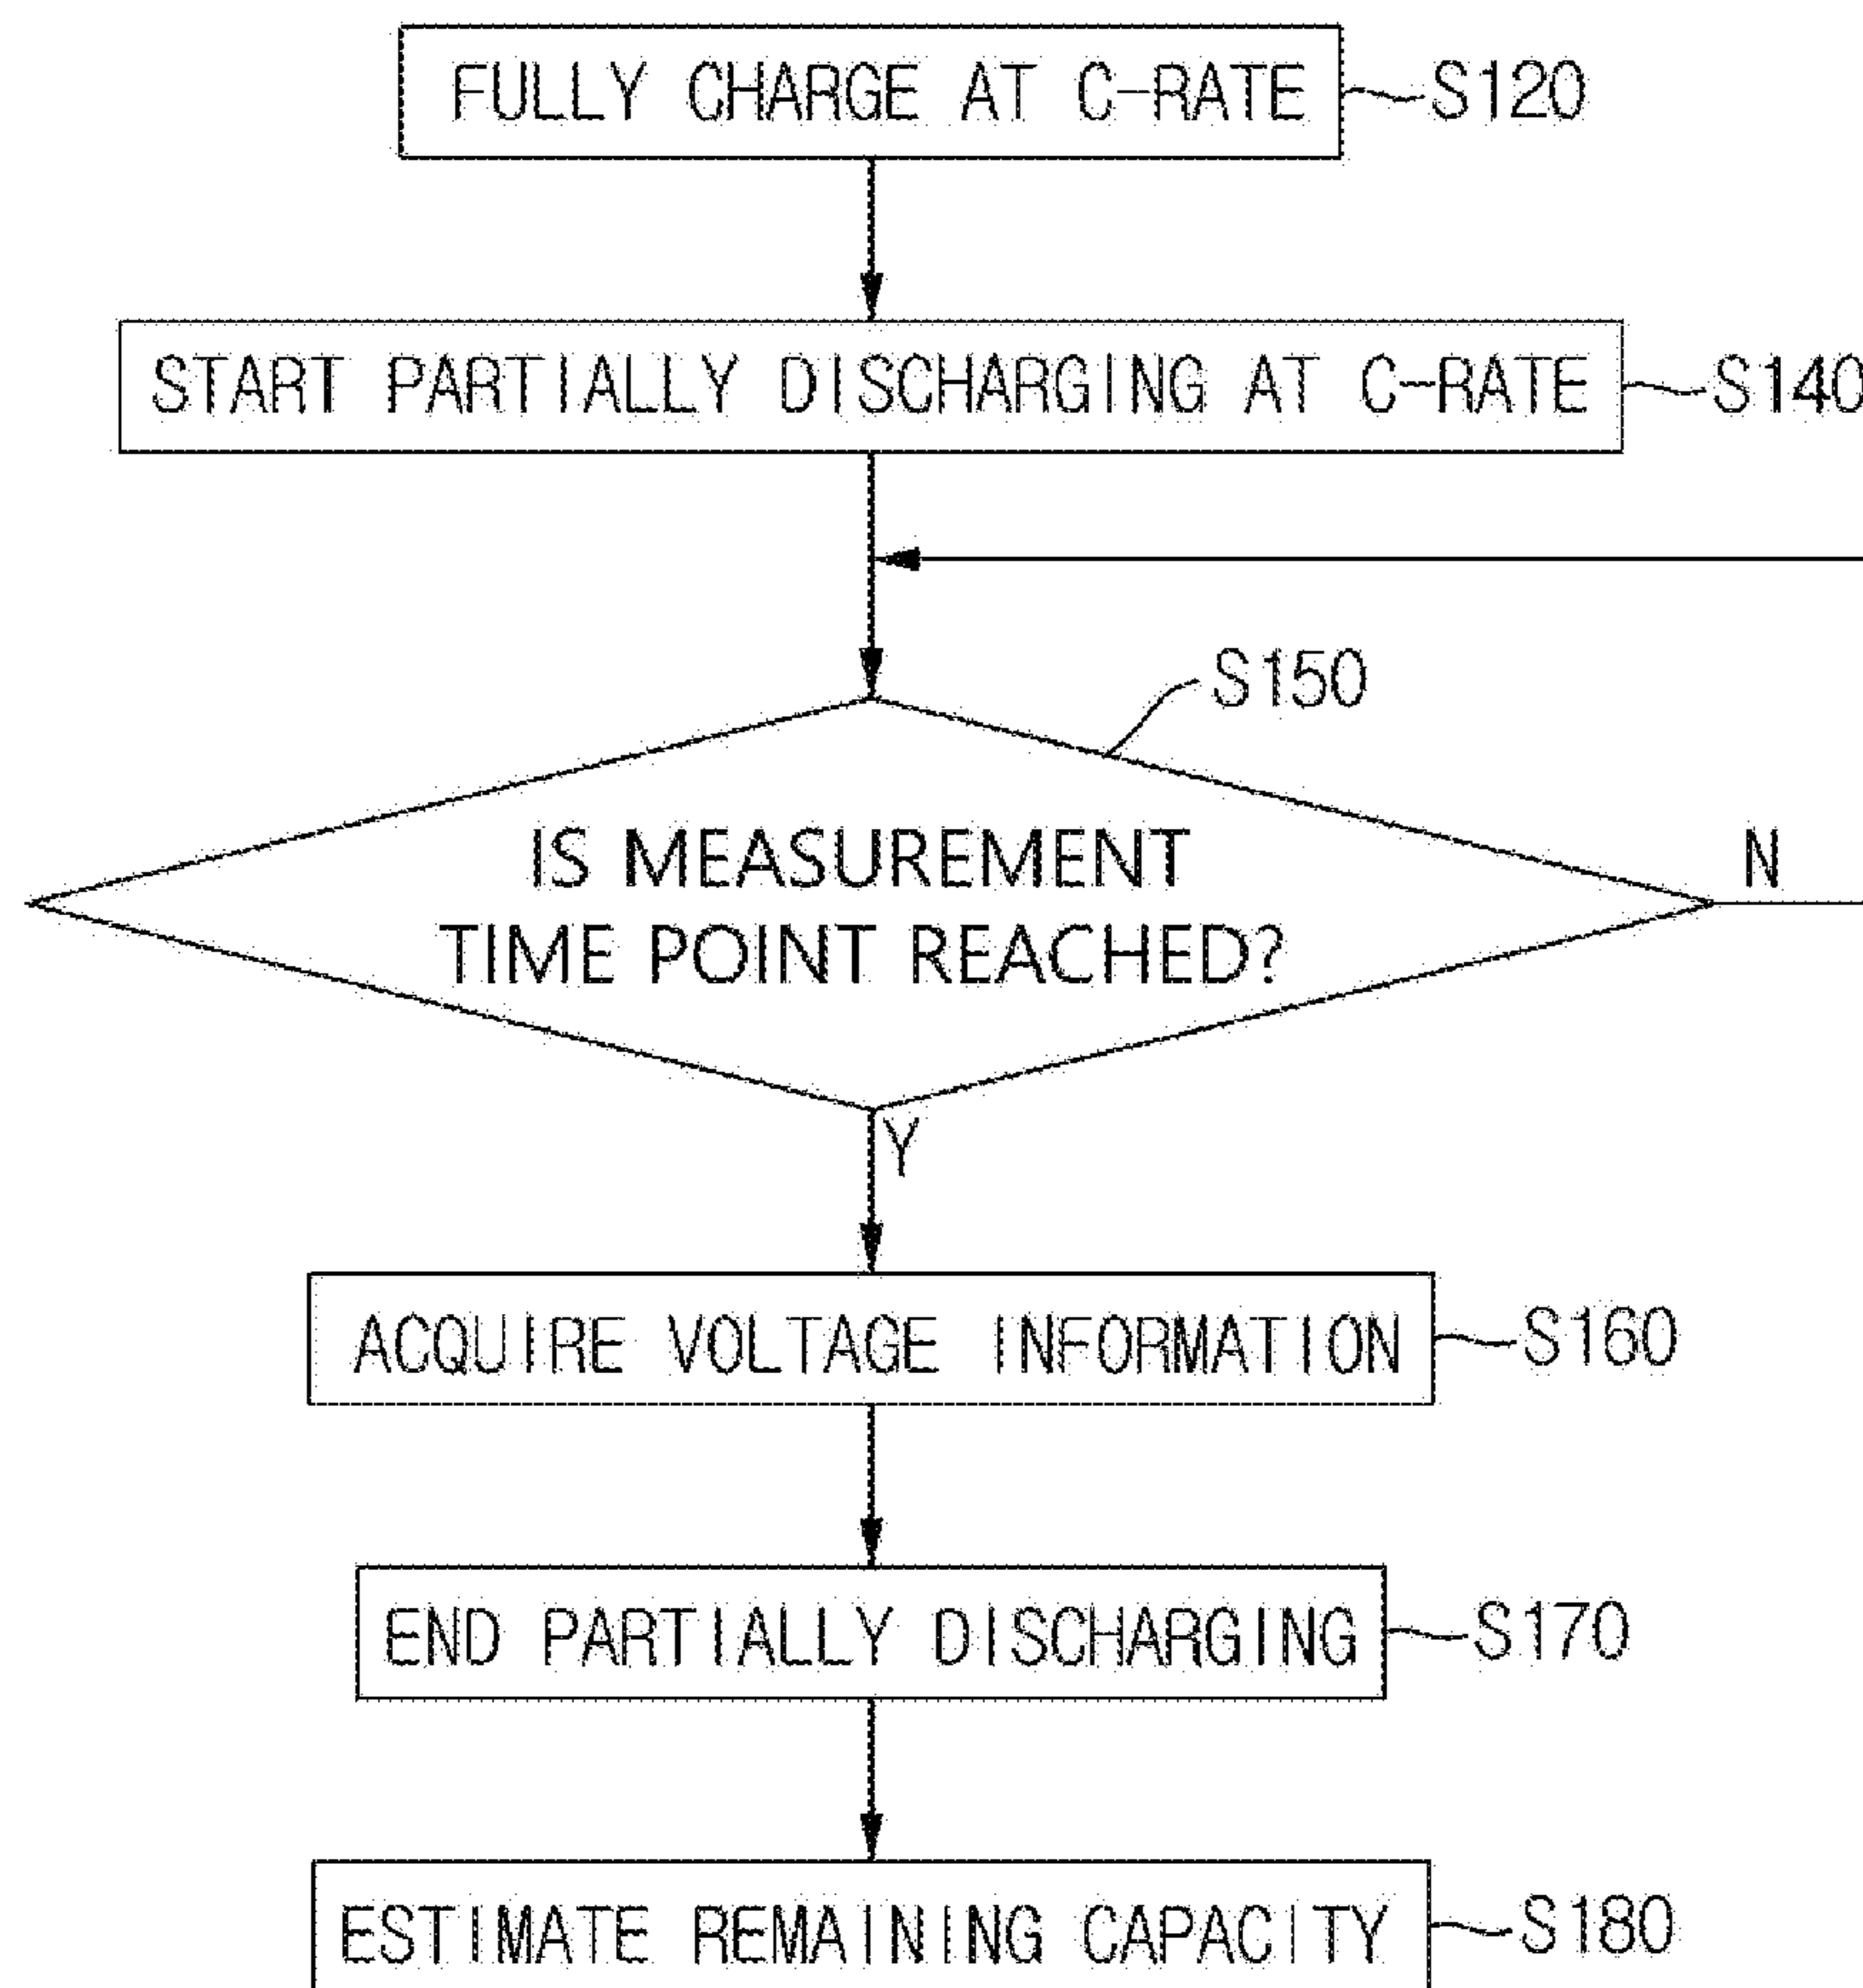 FULLY CHARGE AT C-RATE
S120
START PARTIALLY DISCHARGING AT C-RATE
S140
S150
IS MEASUREMENT
TIME POINT REACHED?
N
Y
ACQUIRE VOLTAGE INFORMATION
S160
END PARTIALLY DISCHARGING
S170
ESTIMATE REMAINING CAPACITY
S180